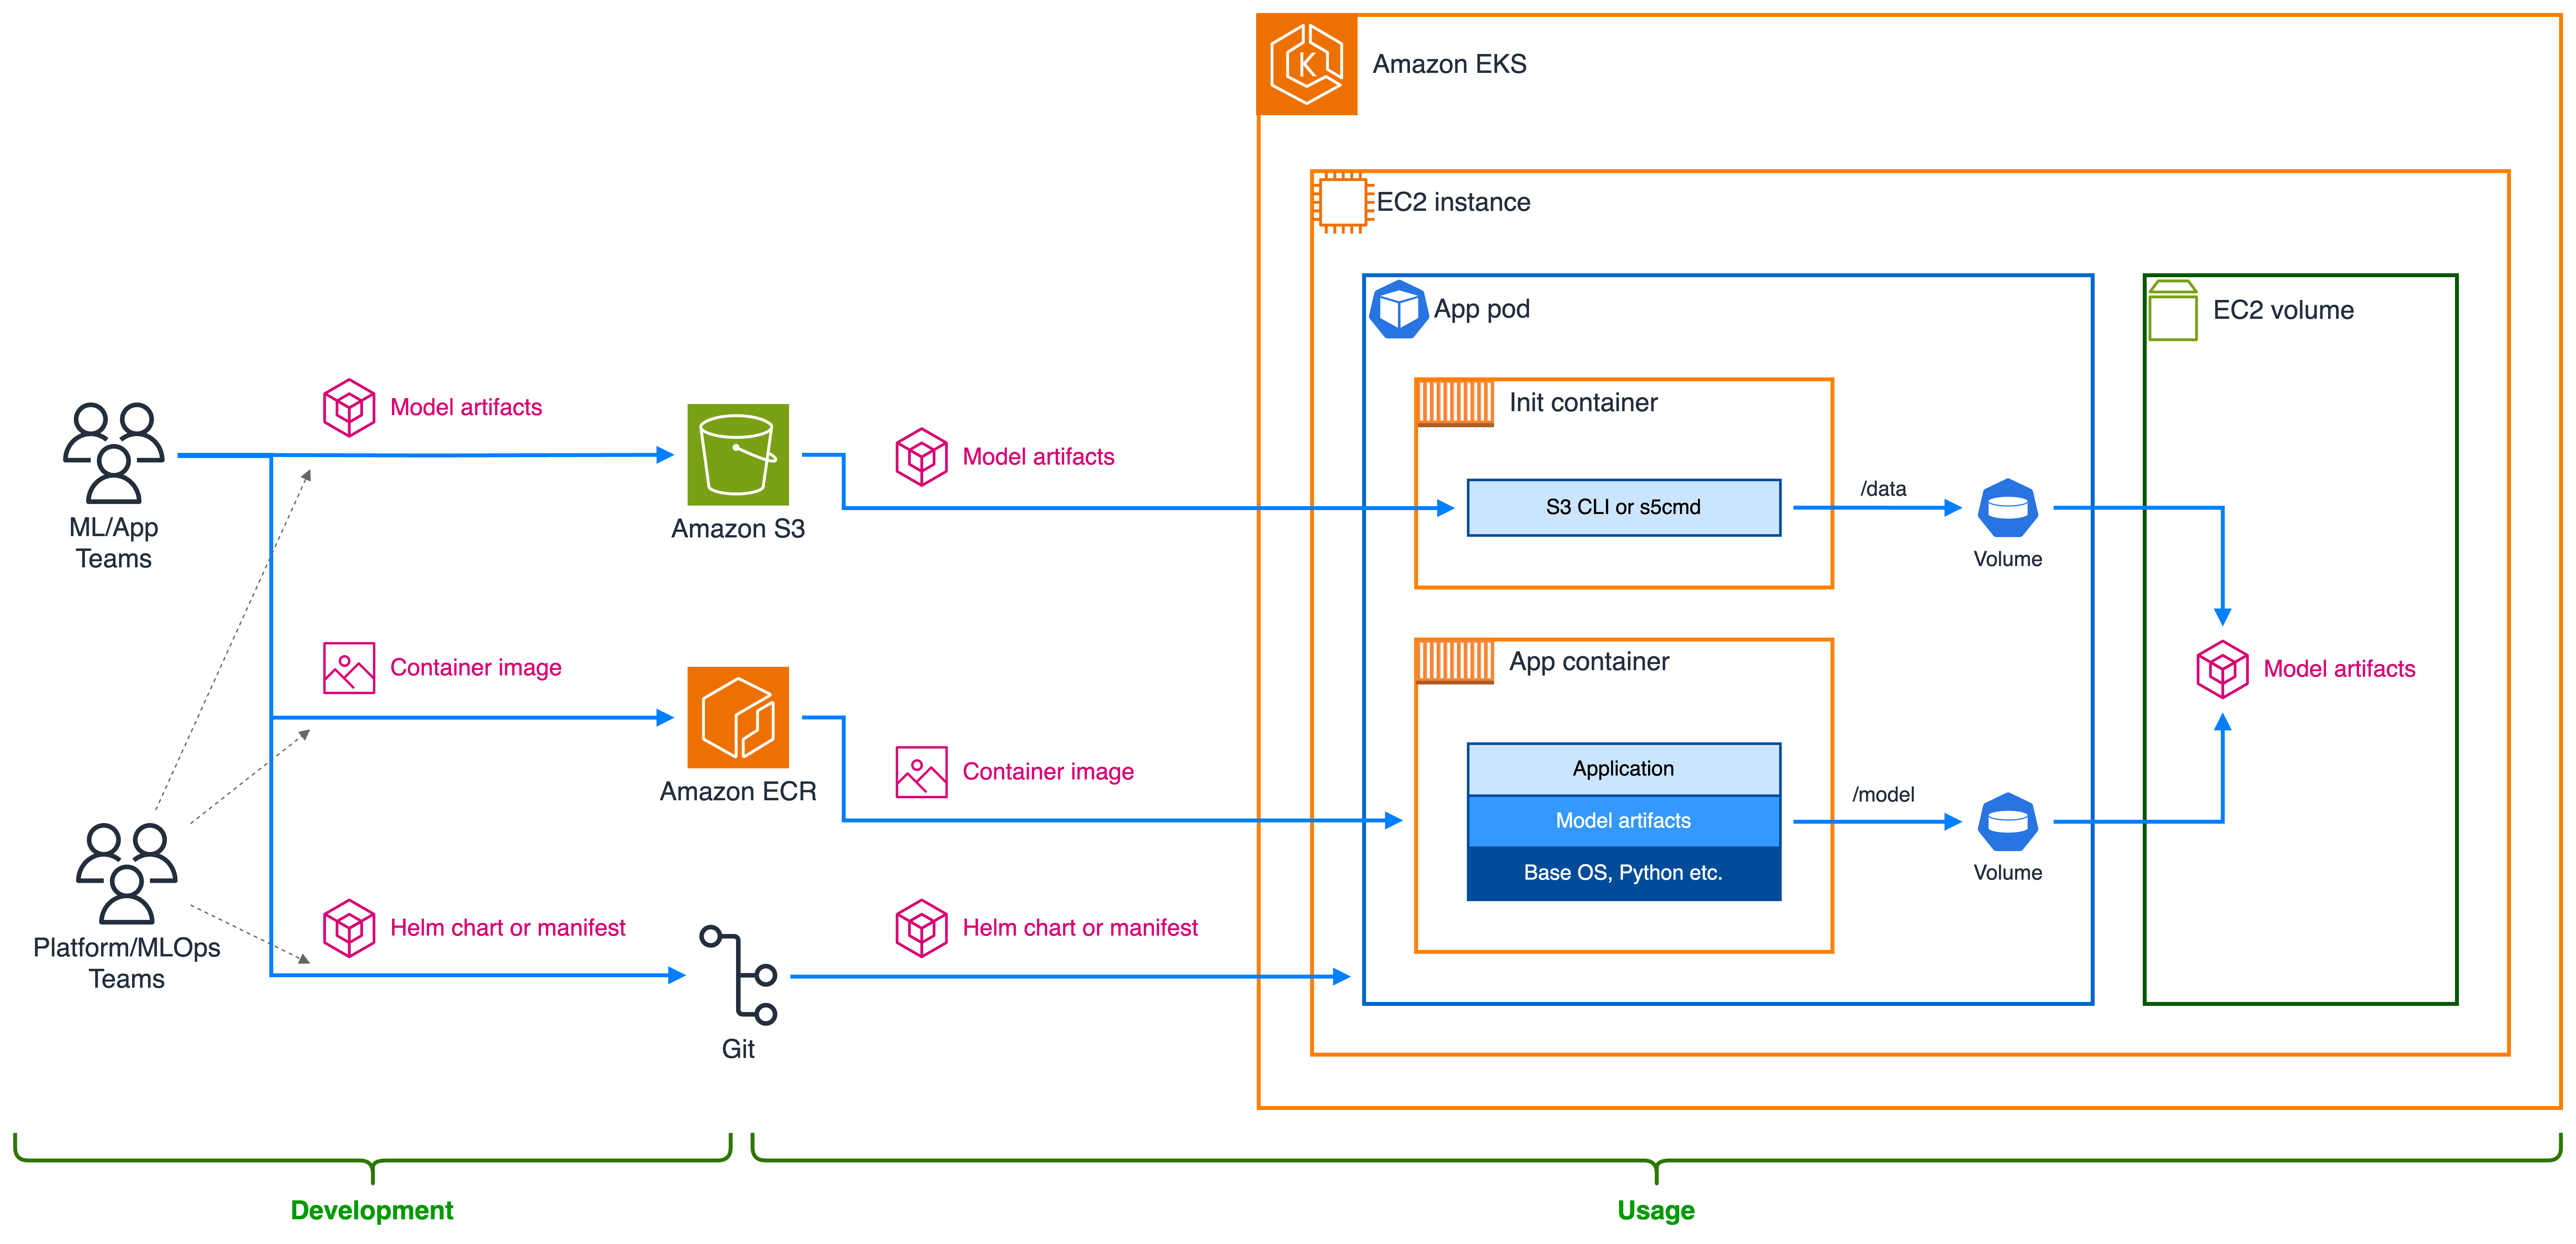 Amazon EKS
EC2 instance
App pod
EC2 volume
Init container
Model artifacts
Model artifacts
S3 CLI or s5cmd
/data
ML/App
Teams
Amazon S3
Volume
Container image
App container
Model artifacts
Amazon ECR
Container image
Application
/model
Model artifacts
Base OS, Python etc.
Volume
Platform/MLOps
Teams
Helm chart or manifest
Helm chart or manifest
Git
Development
Usage
K